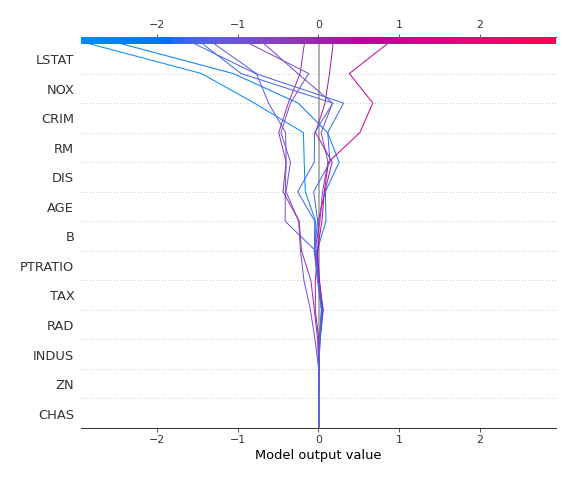 −2 −1 0 1 2
LSTAT
NOX
CRIM
RM
DIS
AGE
B
PTRATIO
TAX
RAD
INDUS
ZN
CHAS
−2 −1 0 1 2
Model output value